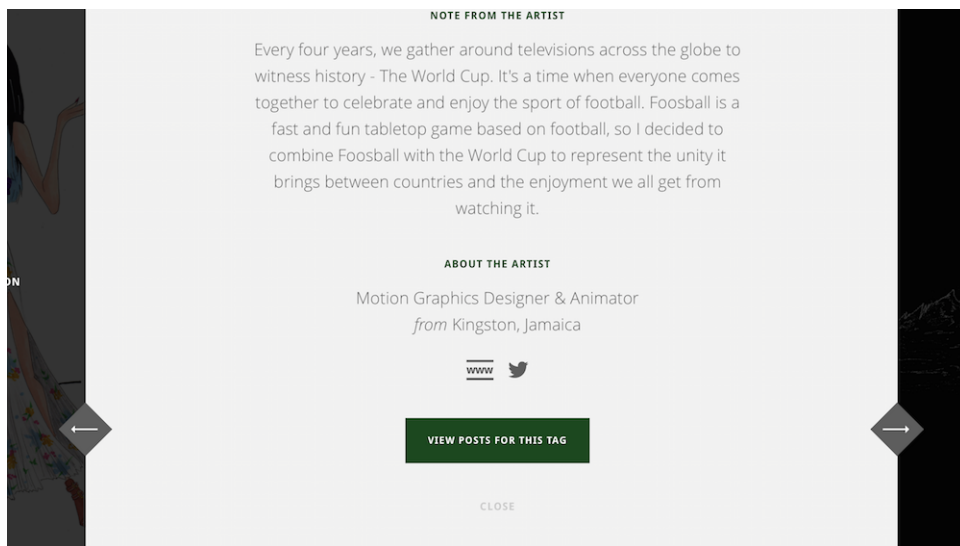 NOTE FROM THE ARTIST
Every four years, we gather around televisions across the globe to
witness history - The World Cup. It's a time when everyone comes
together to celebrate and enjoy the sport of football. Foosball is a
fast and fun tabletop game based on football, so I decided to
combine Foosball with the World Cup to represent the unity it
brings between countries and the enjoyment we all get from
watching it.
ABOUT THE ARTIST
ON
Motion Graphics Designer & Animator
from Kingston, Jamaica
www
VIEW POSTS FOR THIS TAG
CLOSE